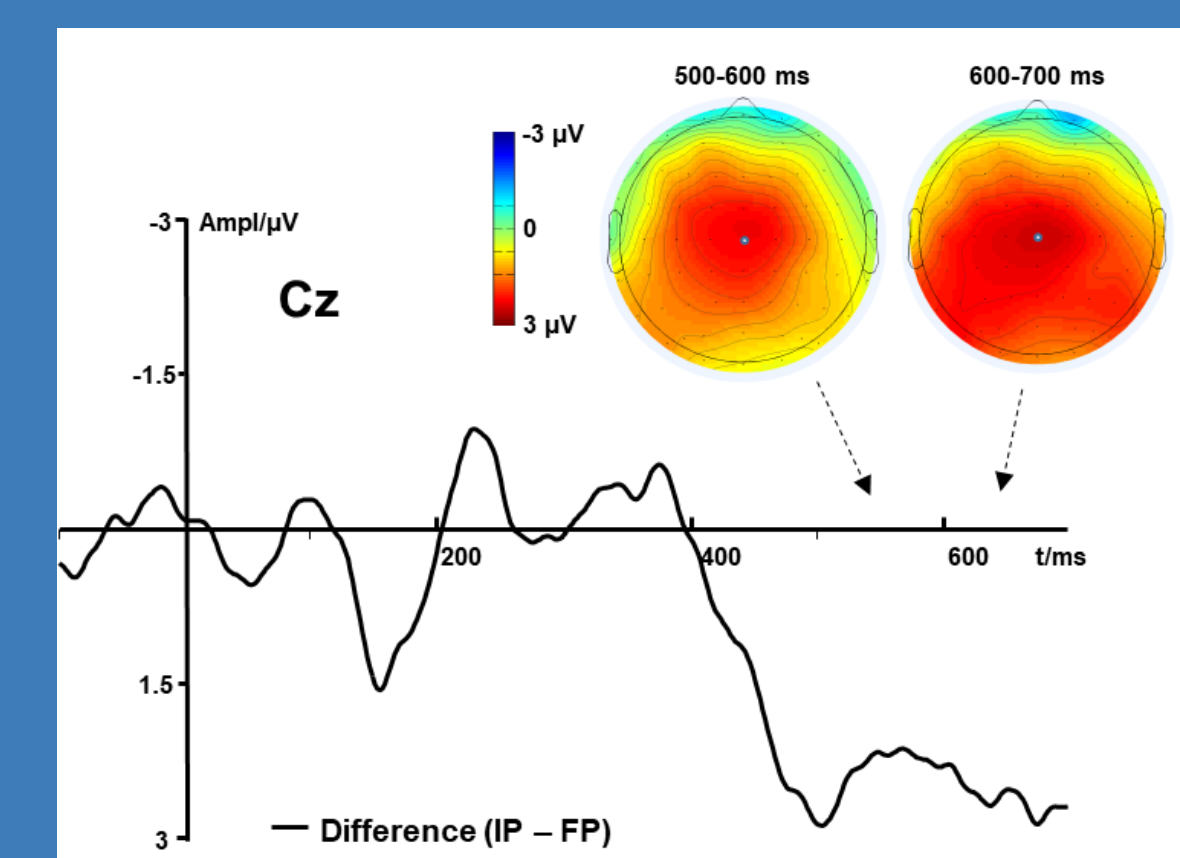 500-600 ms
600-700 ms
-3 µV
0
3 µV
-3
Ampl/µV
Cz
-1.5
200
400
600
t/ms
1.5
3
Difference (IP – FP)